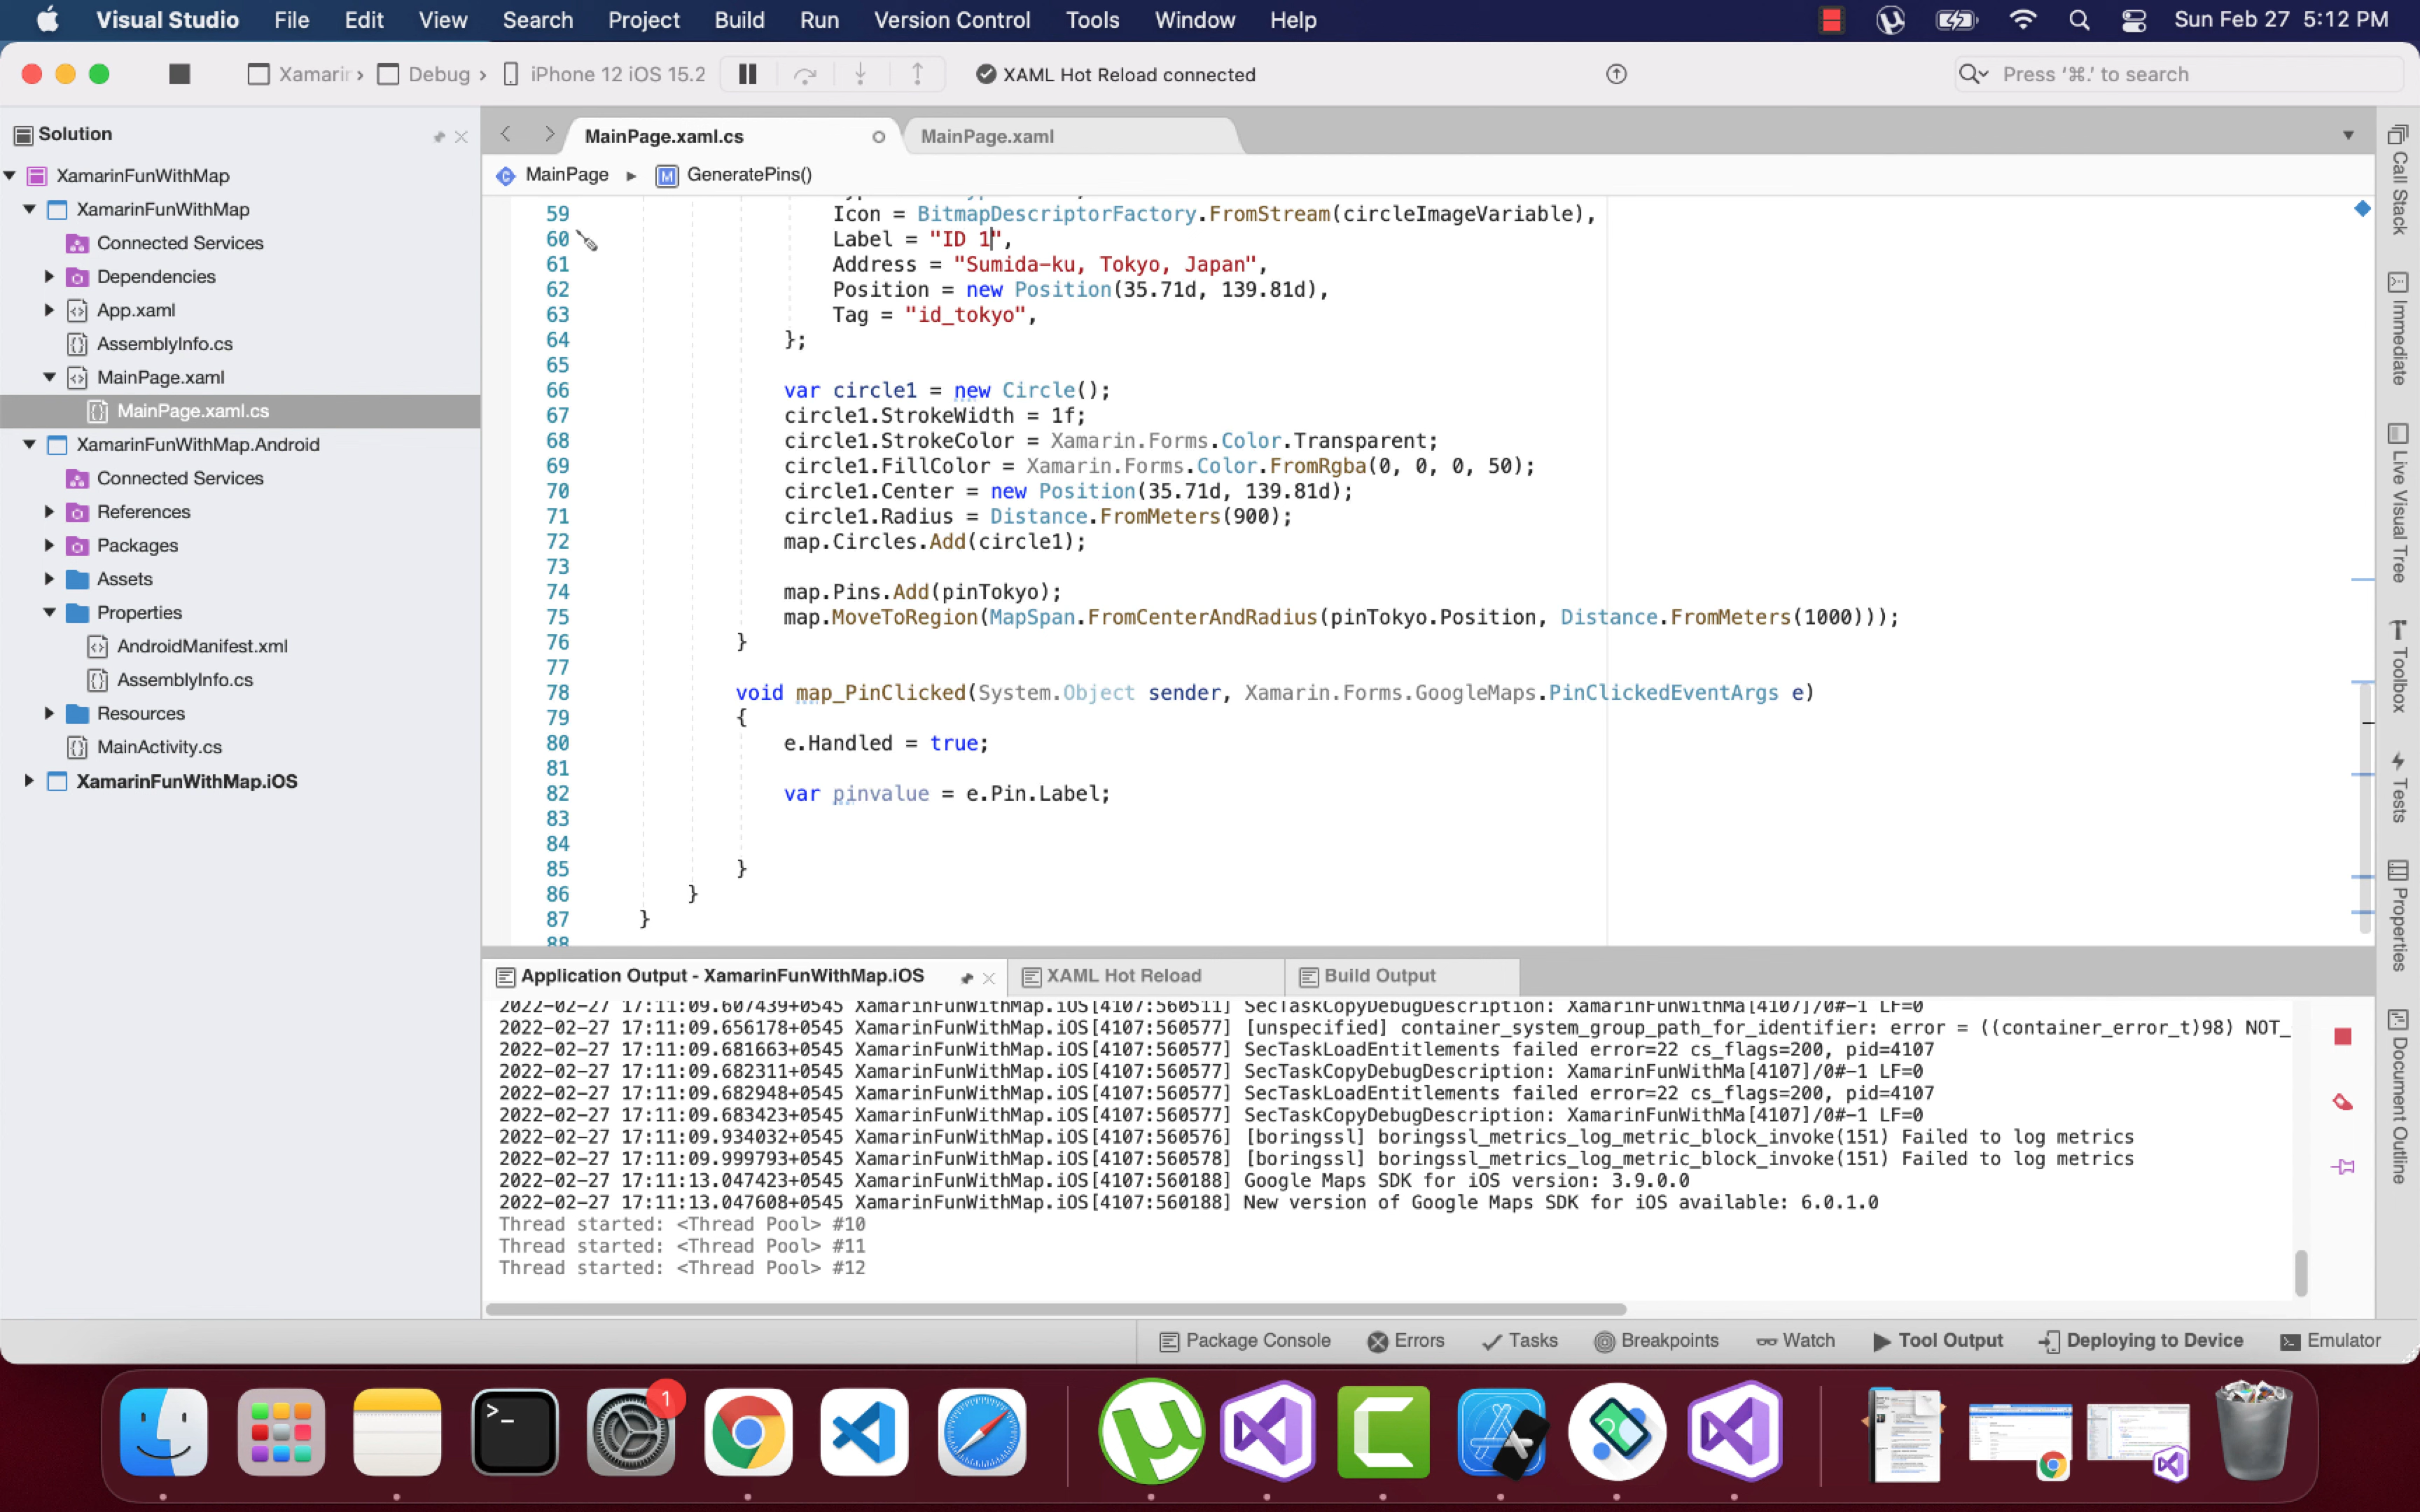 Visual Studio File Edit View Search Project Build Run Version Control Tools Window Help Sun Feb 27 5:12 PM
Xamarin › Debug › iPhone 12 iOS 15.2 XAML Hot Reload connected Press ‘⌘.’ to search
Solution
XamarinFunWithMap
XamarinFunWithMap
Connected Services
Dependencies
App.xaml
AssemblyInfo.cs
MainPage.xaml
MainPage.xaml.cs
XamarinFunWithMap.Android
Connected Services
References
Packages
Assets
Properties
AndroidManifest.xml
AssemblyInfo.cs
Resources
MainActivity.cs
XamarinFunWithMap.iOS
MainPage.xaml.cs MainPage.xaml
MainPage ▸ M GeneratePins()
59 Icon = BitmapDescriptorFactory.FromStream(circleImageVariable),
60 Label = "ID 1",
61 Address = "Sumida-ku, Tokyo, Japan",
62 Position = new Position(35.71d, 139.81d),
63 Tag = "id_tokyo",
64 };
65
66 var circle1 = new Circle();
67 circle1.StrokeWidth = 1f;
68 circle1.StrokeColor = Xamarin.Forms.Color.Transparent;
69 circle1.FillColor = Xamarin.Forms.Color.FromRgba(0, 0, 0, 50);
70 circle1.Center = new Position(35.71d, 139.81d);
71 circle1.Radius = Distance.FromMeters(900);
72 map.Circles.Add(circle1);
73
74 map.Pins.Add(pinTokyo);
75 map.MoveToRegion(MapSpan.FromCenterAndRadius(pinTokyo.Position, Distance.FromMeters(1000)));
76 }
77
78 void map_PinClicked(System.Object sender, Xamarin.Forms.GoogleMaps.PinClickedEventArgs e)
79 {
80 e.Handled = true;
81
82 var pinvalue = e.Pin.Label;
83
84
85 }
86 }
87 }
88
Call Stack
Immediate
Live Visual Tree
Toolbox
Tests
Properties
Document Outline
Application Output - XamarinFunWithMap.iOS XAML Hot Reload Build Output
2022-02-27 17:11:09.607439+0545 XamarinFunWithMap.iOS[4107:560511] SecTaskCopyDebugDescription: XamarinFunWithMa[4107]/0#-1 LF=0
2022-02-27 17:11:09.656178+0545 XamarinFunWithMap.iOS[4107:560577] [unspecified] container_system_group_path_for_identifier: error = ((container_error_t)98) NOT_
2022-02-27 17:11:09.681663+0545 XamarinFunWithMap.iOS[4107:560577] SecTaskLoadEntitlements failed error=22 cs_flags=200, pid=4107
2022-02-27 17:11:09.682311+0545 XamarinFunWithMap.iOS[4107:560577] SecTaskCopyDebugDescription: XamarinFunWithMa[4107]/0#-1 LF=0
2022-02-27 17:11:09.682948+0545 XamarinFunWithMap.iOS[4107:560577] SecTaskLoadEntitlements failed error=22 cs_flags=200, pid=4107
2022-02-27 17:11:09.683423+0545 XamarinFunWithMap.iOS[4107:560577] SecTaskCopyDebugDescription: XamarinFunWithMa[4107]/0#-1 LF=0
2022-02-27 17:11:09.934032+0545 XamarinFunWithMap.iOS[4107:560576] [boringssl] boringssl_metrics_log_metric_block_invoke(151) Failed to log metrics
2022-02-27 17:11:09.999793+0545 XamarinFunWithMap.iOS[4107:560578] [boringssl] boringssl_metrics_log_metric_block_invoke(151) Failed to log metrics
2022-02-27 17:11:13.047423+0545 XamarinFunWithMap.iOS[4107:560188] Google Maps SDK for iOS version: 3.9.0.0
2022-02-27 17:11:13.047608+0545 XamarinFunWithMap.iOS[4107:560188] New version of Google Maps SDK for iOS available: 6.0.1.0
Thread started: <Thread Pool> #10
Thread started: <Thread Pool> #11
Thread started: <Thread Pool> #12
Package Console Errors Tasks Breakpoints Watch Tool Output Deploying to Device Emulator
1